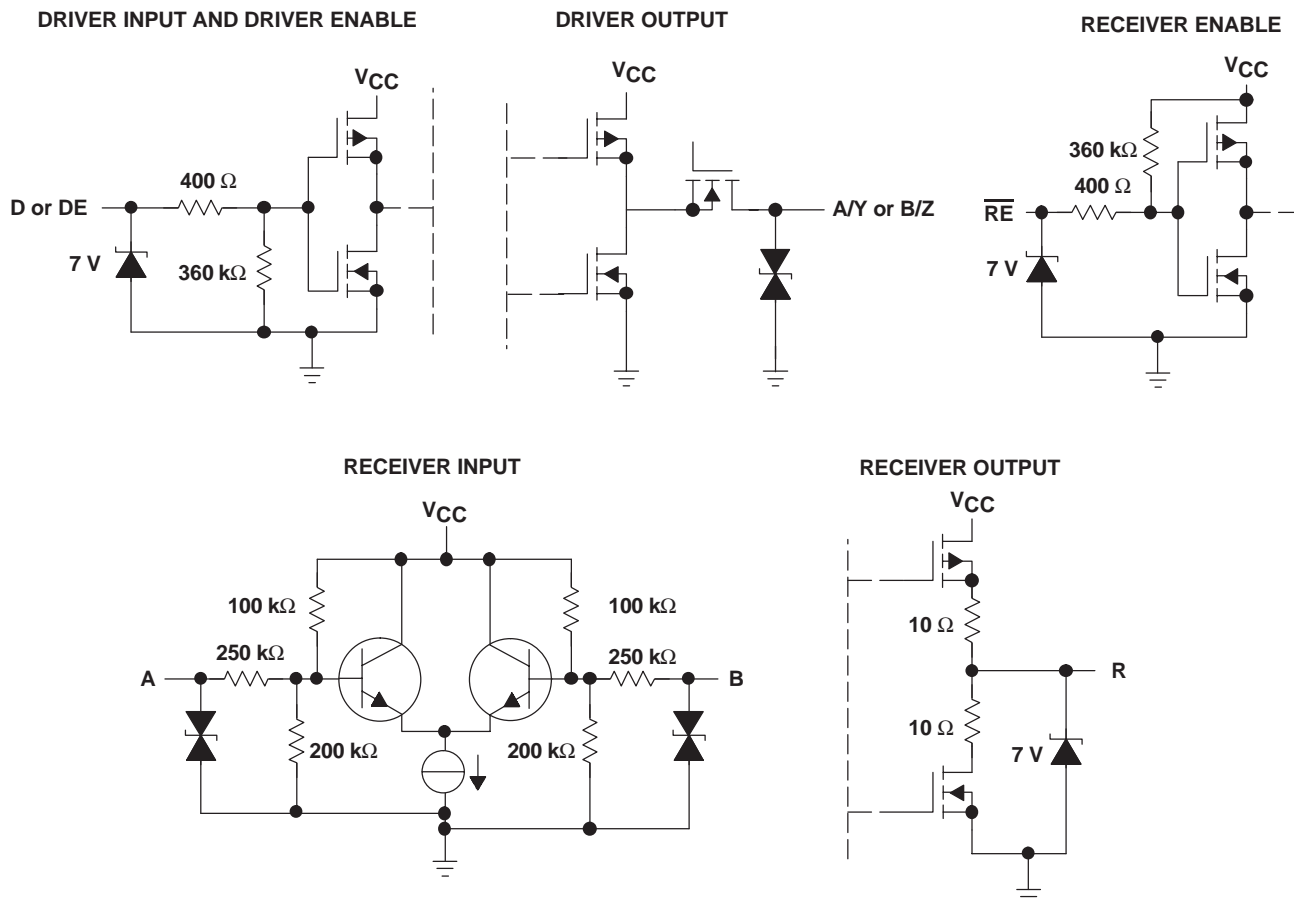 DRIVER INPUT AND DRIVER ENABLE
DRIVER OUTPUT
RECEIVER ENABLE
VCC
VCC
VCC
360 kΩ
400 Ω
400 Ω
D or DE
A/Y or B/Z
RE
7 V
360 kΩ
7 V
RECEIVER INPUT
RECEIVER OUTPUT
VCC
VCC
100 kΩ
100 kΩ
10 Ω
250 kΩ
250 kΩ
A
B
R
10 Ω
200 kΩ
200 kΩ
7 V